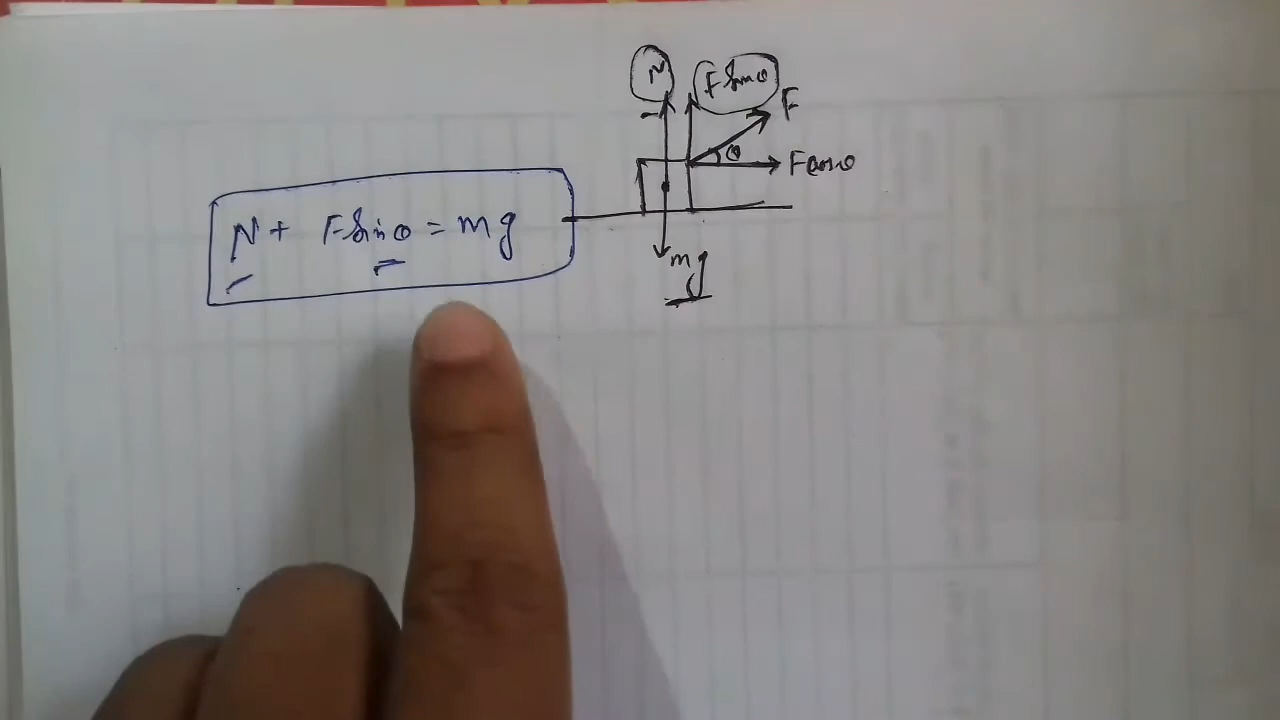 N
F sinθ
F
θ
F cosθ
N + F sinθ = mg
mg